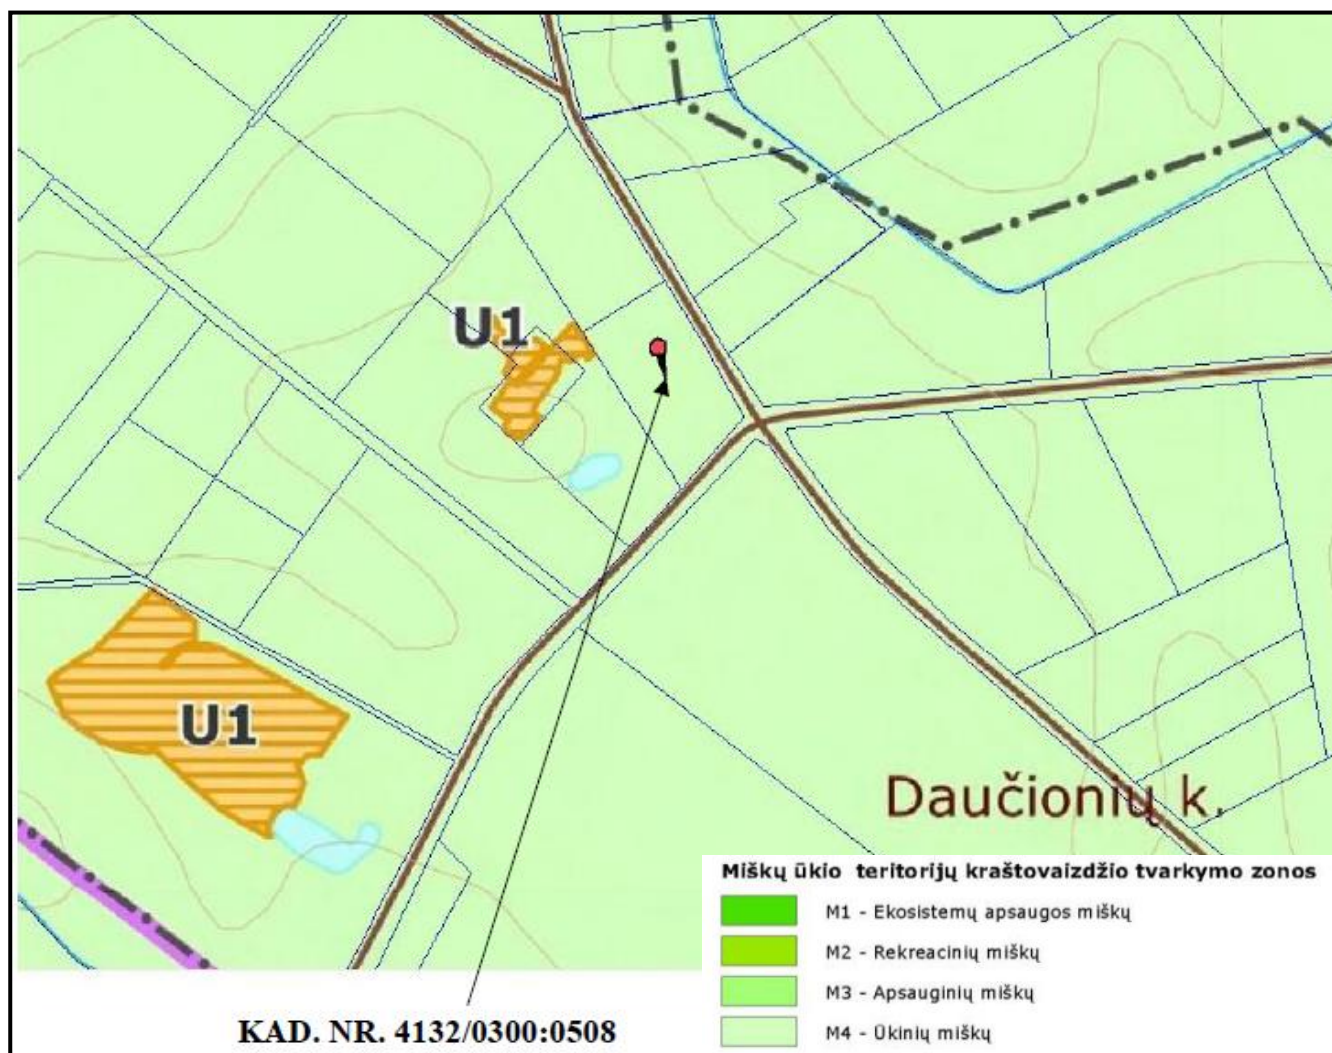 U1
U1
Daučionių k.
Miškų ūkio teritorijų kraštovaizdžio tvarkymo zonos
M1 - Ekosistemų apsaugos miškų
M2 - Rekreacinių miškų
M3 - Apsauginių miškų
M4 - Ūkinių miškų
KAD. NR. 4132/0300:0508